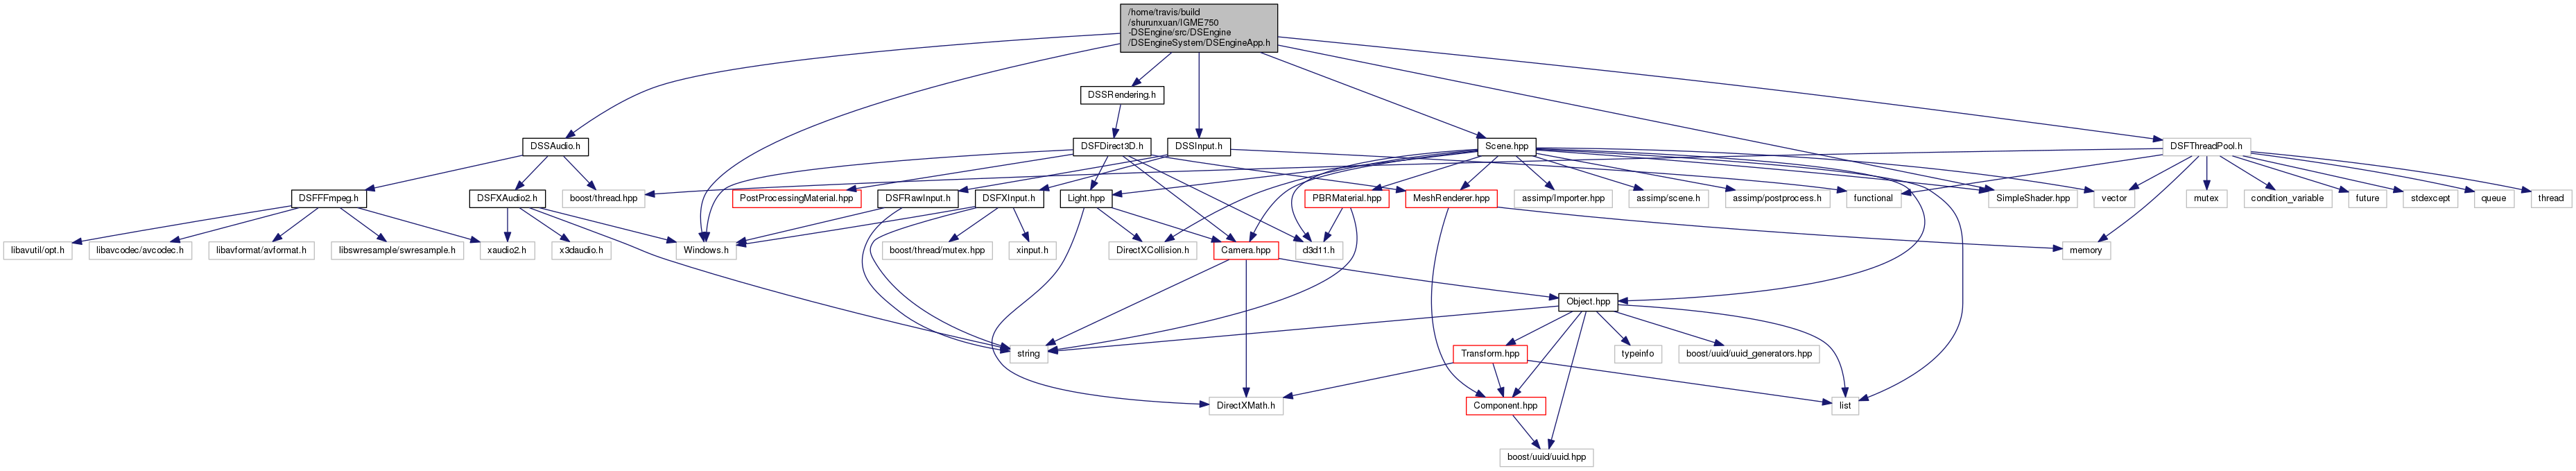 /home/travis/build
/shurunxuan/IGME750
-DSEngine/src/DSEngine
/DSEngineSystem/DSEngineApp.h
DSSRendering.h
DSSAudio.h
DSFDirect3D.h
DSSInput.h
Scene.hpp
DSFThreadPool.h
DSFFFmpeg.h
DSFXAudio2.h
boost/thread.hpp
PostProcessingMaterial.hpp
DSFRawInput.h
DSFXInput.h
Light.hpp
PBRMaterial.hpp
MeshRenderer.hpp
assimp/Importer.hpp
assimp/scene.h
assimp/postprocess.h
functional
SimpleShader.hpp
vector
mutex
condition_variable
future
stdexcept
queue
thread
libavutil/opt.h
libavcodec/avcodec.h
libavformat/avformat.h
libswresample/swresample.h
xaudio2.h
x3daudio.h
Windows.h
boost/thread/mutex.hpp
xinput.h
DirectXCollision.h
Camera.hpp
d3d11.h
memory
Object.hpp
string
Transform.hpp
typeinfo
boost/uuid/uuid_generators.hpp
DirectXMath.h
Component.hpp
list
boost/uuid/uuid.hpp